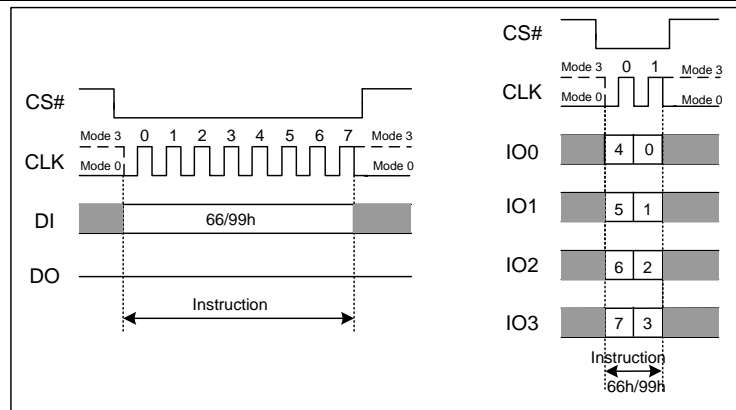 CS#
Mode 3 0 1 2 3 4 5 6 7 Mode 3
CLK
Mode 0 Mode 0
DI 66/99h
DO
Instruction
CS#
Mode 3 0 1 Mode 3
CLK
Mode 0 Mode 0
IO0 4 0
IO1 5 1
IO2 6 2
IO3 7 3
Instruction
66h/99h